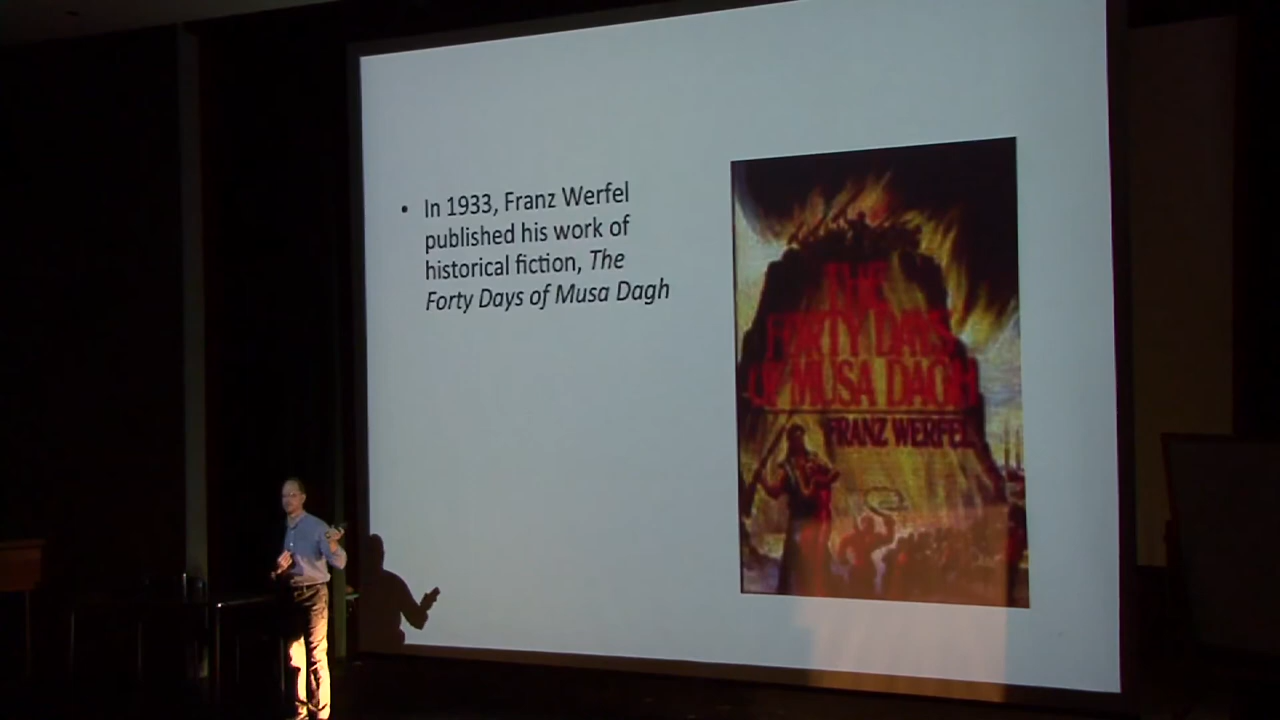 • In 1933, Franz Werfel
published his work of
historical fiction, The
Forty Days of Musa Dagh
THE
FORTY DAYS
OF MUSA DAGH
FRANZ WERFEL